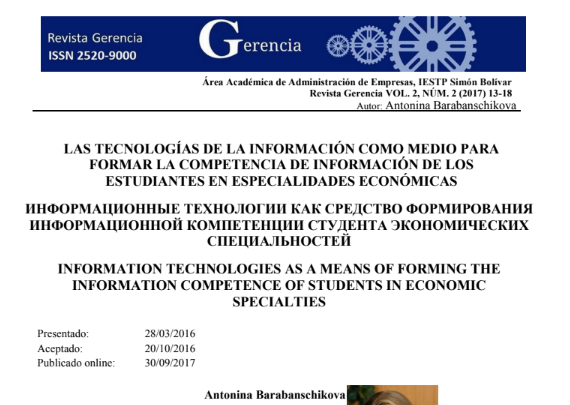 Revista Gerencia
ISSN 2520-9000
Gerencia
Área Académica de Administración de Empresas, IESTP Simón Bolívar
Revista Gerencia VOL. 2, NÚM. 2 (2017) 13-18
Autor: Antonina Barabanschikova
LAS TECNOLOGÍAS DE LA INFORMACIÓN COMO MEDIO PARA
FORMAR LA COMPETENCIA DE INFORMACIÓN DE LOS
ESTUDIANTES EN ESPECIALIDADES ECONÓMICAS
ИНФОРМАЦИОННЫЕ ТЕХНОЛОГИИ КАК СРЕДСТВО ФОРМИРОВАНИЯ
ИНФОРМАЦИОННОЙ КОМПЕТЕНЦИИ СТУДЕНТА ЭКОНОМИЧЕСКИХ
СПЕЦИАЛЬНОСТЕЙ
INFORMATION TECHNOLOGIES AS A MEANS OF FORMING THE
INFORMATION COMPETENCE OF STUDENTS IN ECONOMIC
SPECIALTIES
Presentado: 28/03/2016
Aceptado: 20/10/2016
Publicado online: 30/09/2017
Antonina Barabanschikova